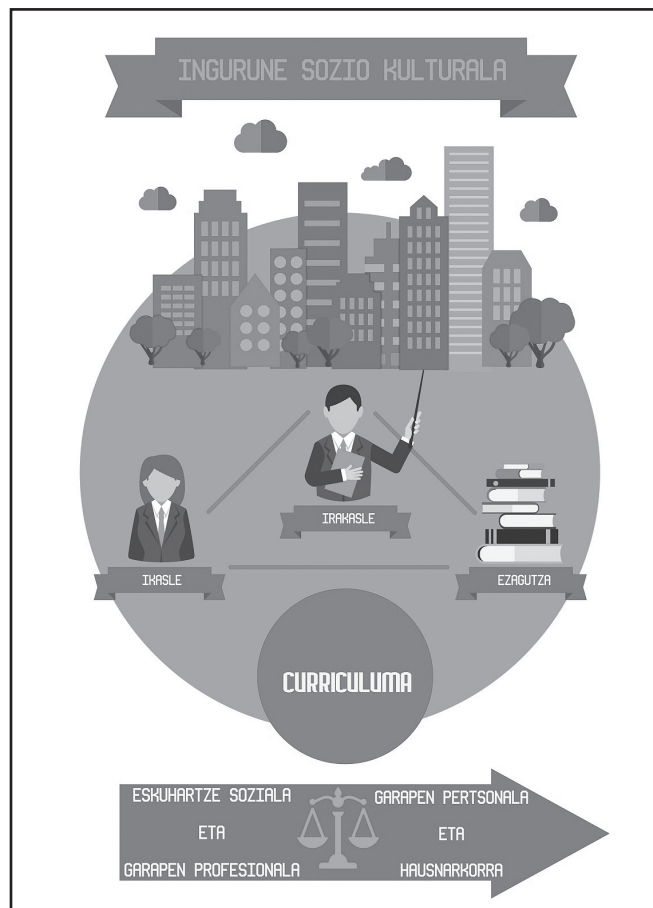 INGURUNE SOZIO KULTURALA
IRAKASLE
IKASLE
EZAGUTZA
CURRICULUMA
ESKUHARTZE SOZIALA
ETA
GARAPEN PROFESIONALA
GARAPEN PERTSONALA
ETA
HAUSNARKORRA